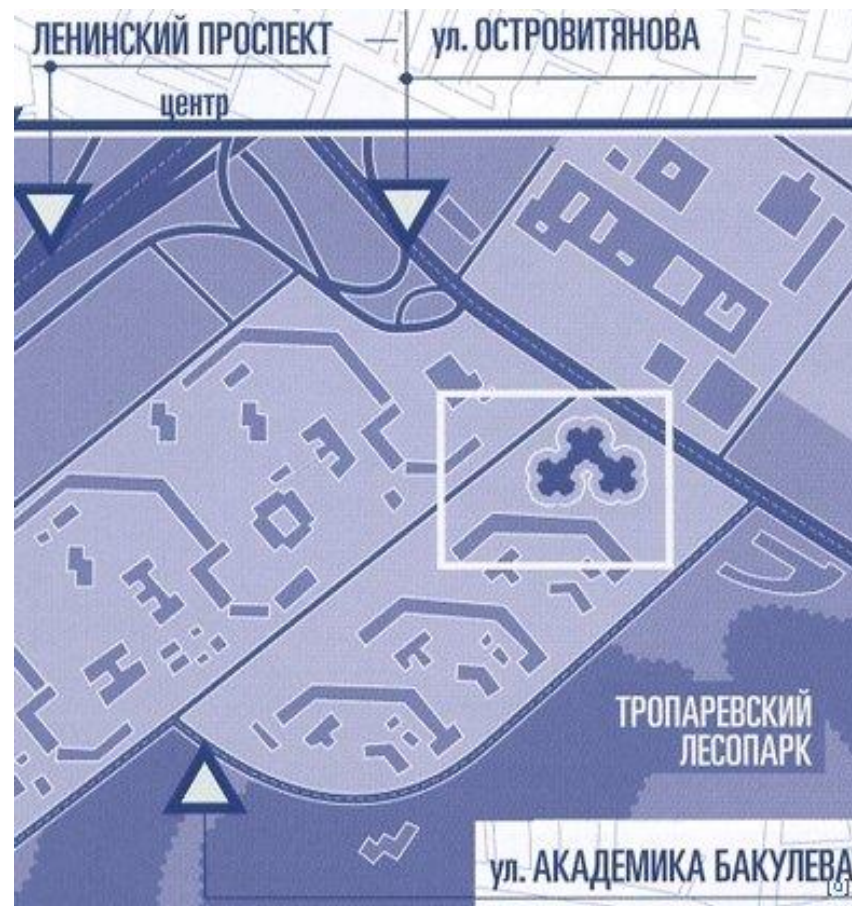 ЛЕНИНСКИЙ ПРОСПЕКТ
ул. ОСТРОВИТЯНОВА
центр
ТРОПАРЕВСКИЙ
ЛЕСОПАРК
ул. АКАДЕМИКА БАКУЛЕВА